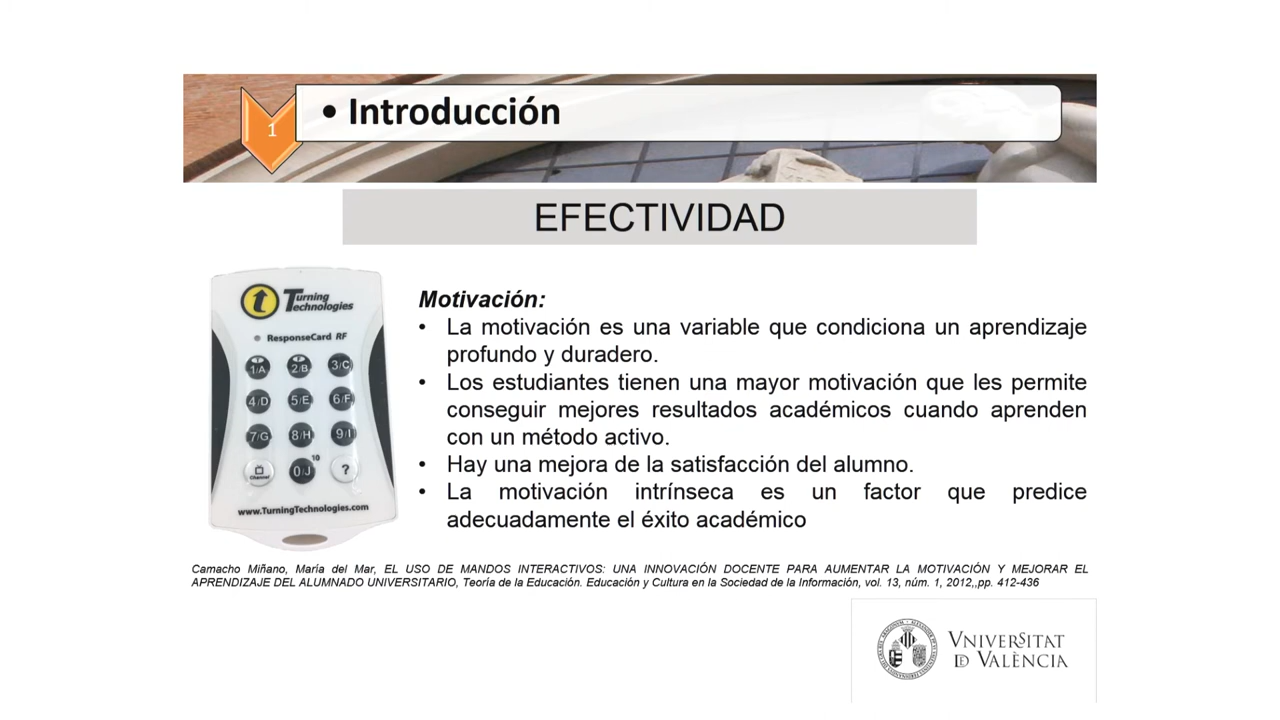 1
• Introducción
EFECTIVIDAD
Turning
Technologies
ResponseCard RF
1/A 2/B 3/C
4/D 5/E 6/F
7/G 8/H 9/I
10
Channel 0/J ?
www.TurningTechnologies.com
Motivación:
• La motivación es una variable que condiciona un aprendizaje
profundo y duradero.
• Los estudiantes tienen una mayor motivación que les permite
conseguir mejores resultados académicos cuando aprenden
con un método activo.
• Hay una mejora de la satisfacción del alumno.
• La motivación intrínseca es un factor que predice
adecuadamente el éxito académico
Camacho Miñano, María del Mar, EL USO DE MANDOS INTERACTIVOS: UNA INNOVACIÓN DOCENTE PARA AUMENTAR LA MOTIVACIÓN Y MEJORAR EL
APRENDIZAJE DEL ALUMNADO UNIVERSITARIO, Teoría de la Educación. Educación y Cultura en la Sociedad de la Información, vol. 13, núm. 1, 2012,,pp. 412-436
VNIVERSITAT
DE VALÈNCIA